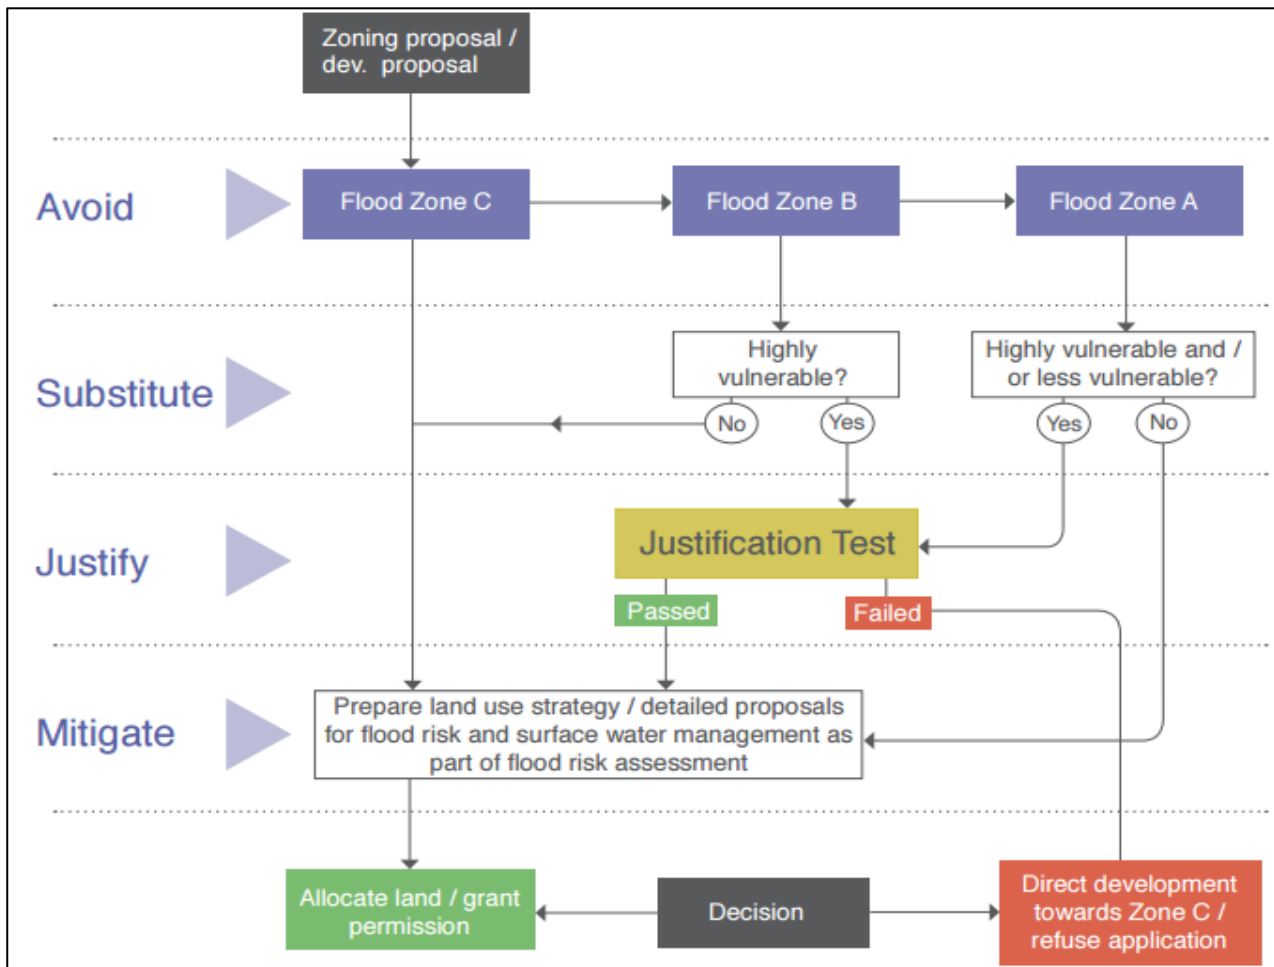 Zoning proposal /
dev. proposal
Avoid
Flood Zone C
Flood Zone B
Flood Zone A
Substitute
Highly
vulnerable?
Highly vulnerable and /
or less vulnerable?
No
Yes
Yes
No
Justify
Justification Test
Passed
Failed
Mitigate
Prepare land use strategy / detailed proposals
for flood risk and surface water management as
part of flood risk assessment
Allocate land / grant
permission
Decision
Direct development
towards Zone C /
refuse application